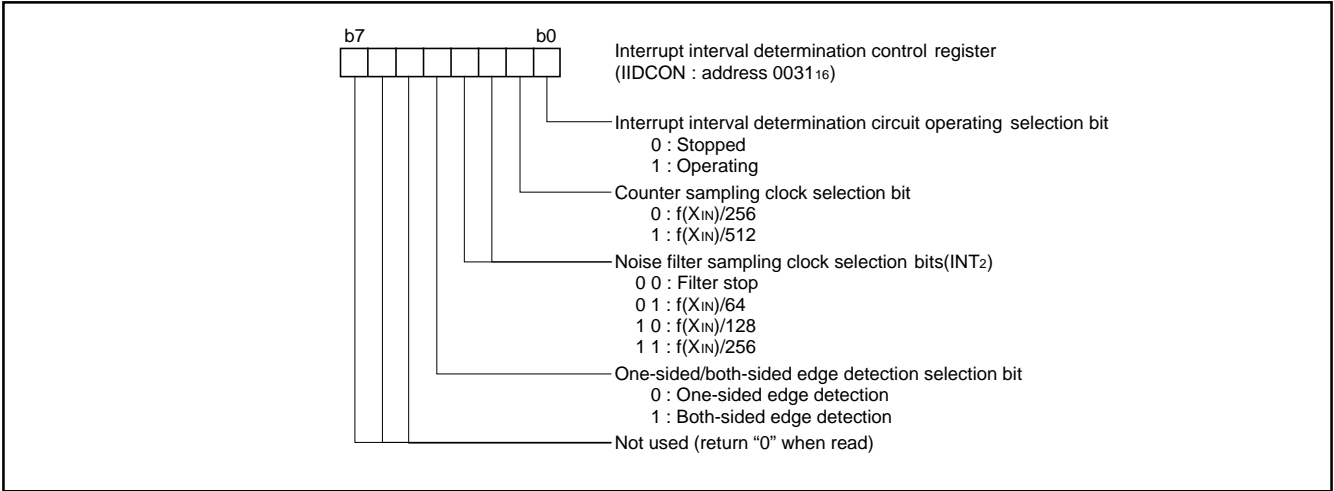 b7 b0
Interrupt interval determination control register
(IIDCON : address 003116)
Interrupt interval determination circuit operating selection bit
0 : Stopped
1 : Operating
Counter sampling clock selection bit
0 : f(XIN)/256
1 : f(XIN)/512
Noise filter sampling clock selection bits(INT2)
0 0 : Filter stop
0 1 : f(XIN)/64
1 0 : f(XIN)/128
1 1 : f(XIN)/256
One-sided/both-sided edge detection selection bit
0 : One-sided edge detection
1 : Both-sided edge detection
Not used (return “0” when read)